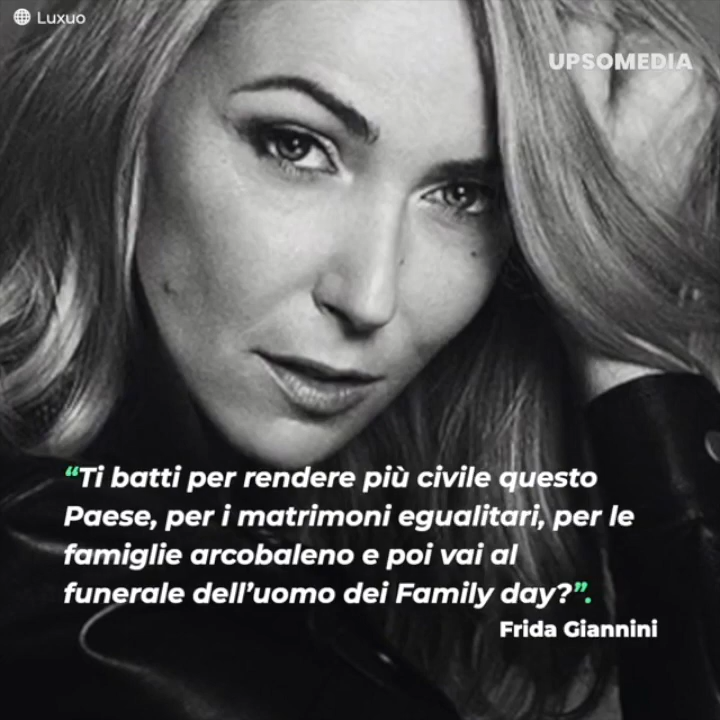 Luxuo
UPSOMEDIA
“Ti batti per rendere più civile questo
Paese, per i matrimoni egualitari, per le
famiglie arcobaleno e poi vai al
funerale dell’uomo dei Family day?”.
Frida Giannini